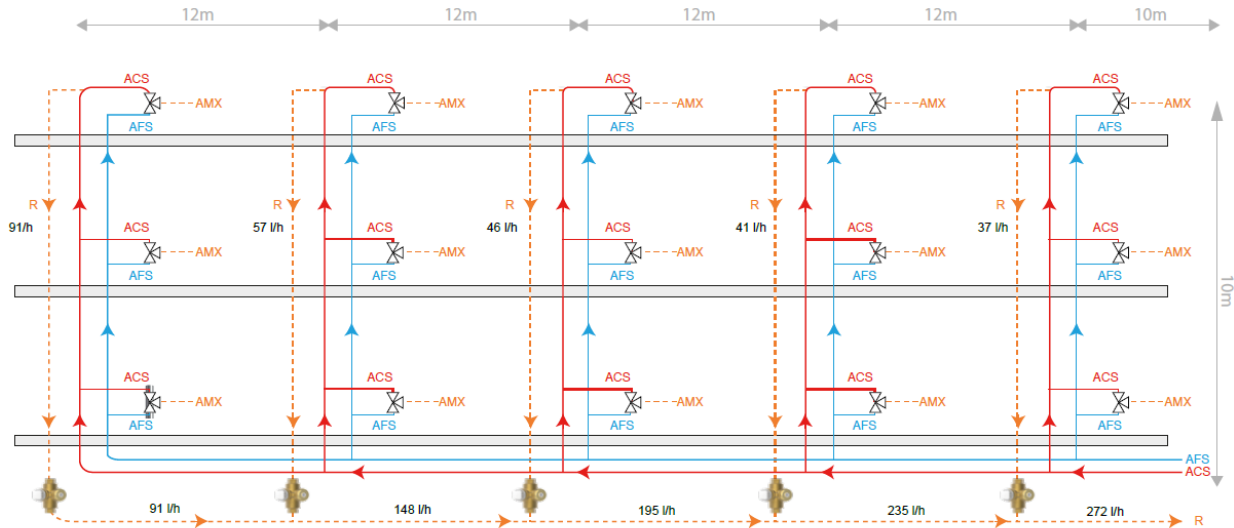 12m 12m 12m 12m 10m
ACS ACS ACS ACS ACS
AMX AMX AMX AMX AMX
AFS AFS AFS AFS AFS
10m
R R R R R
91/h 57 l/h 46 l/h 41 l/h 37 l/h
ACS ACS ACS ACS ACS
AMX AMX AMX AMX AMX
AFS AFS AFS AFS AFS
ACS ACS ACS ACS ACS
AMX AMX AMX AMX AMX
AFS AFS AFS AFS AFS
AFS
ACS
91 l/h 148 l/h 195 l/h 235 l/h 272 l/h
R